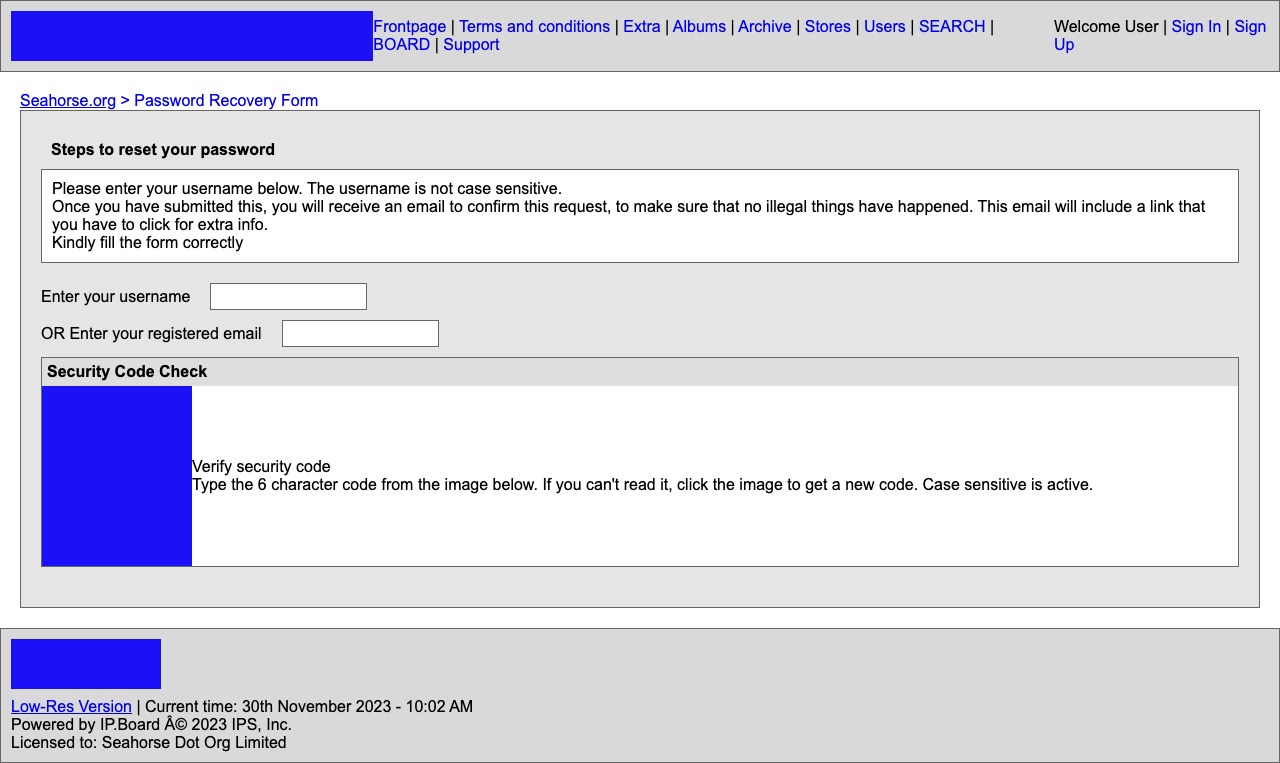 Frontpage | Terms and conditions | Extra | Albums | Archive | Stores | Users | SEARCH |
BOARD | Support
Welcome User | Sign In | Sign
Up
Seahorse.org > Password Recovery Form
Steps to reset your password
Please enter your username below. The username is not case sensitive.
Once you have submitted this, you will receive an email to confirm this request, to make sure that no illegal things have happened. This email will include a link that
you have to click for extra info.
Kindly fill the form correctly
Enter your username
OR Enter your registered email
Security Code Check
Verify security code
Type the 6 character code from the image below. If you can't read it, click the image to get a new code. Case sensitive is active.
Low-Res Version | Current time: 30th November 2023 - 10:02 AM
Powered by IP.Board Â© 2023 IPS, Inc.
Licensed to: Seahorse Dot Org Limited